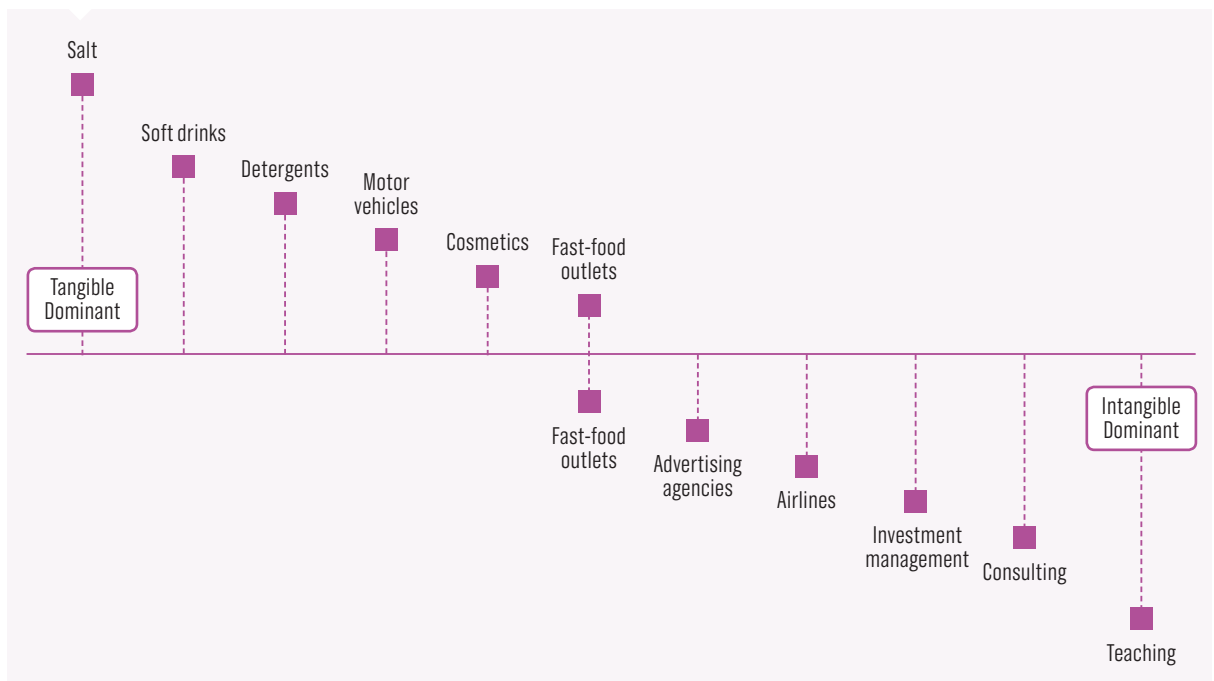 Salt
Soft drinks
Detergents
Motor
vehicles
Cosmetics
Fast-food
outlets
Tangible
Dominant
Fast-food
outlets
Advertising
agencies
Airlines
Investment
management
Consulting
Intangible
Dominant
Teaching